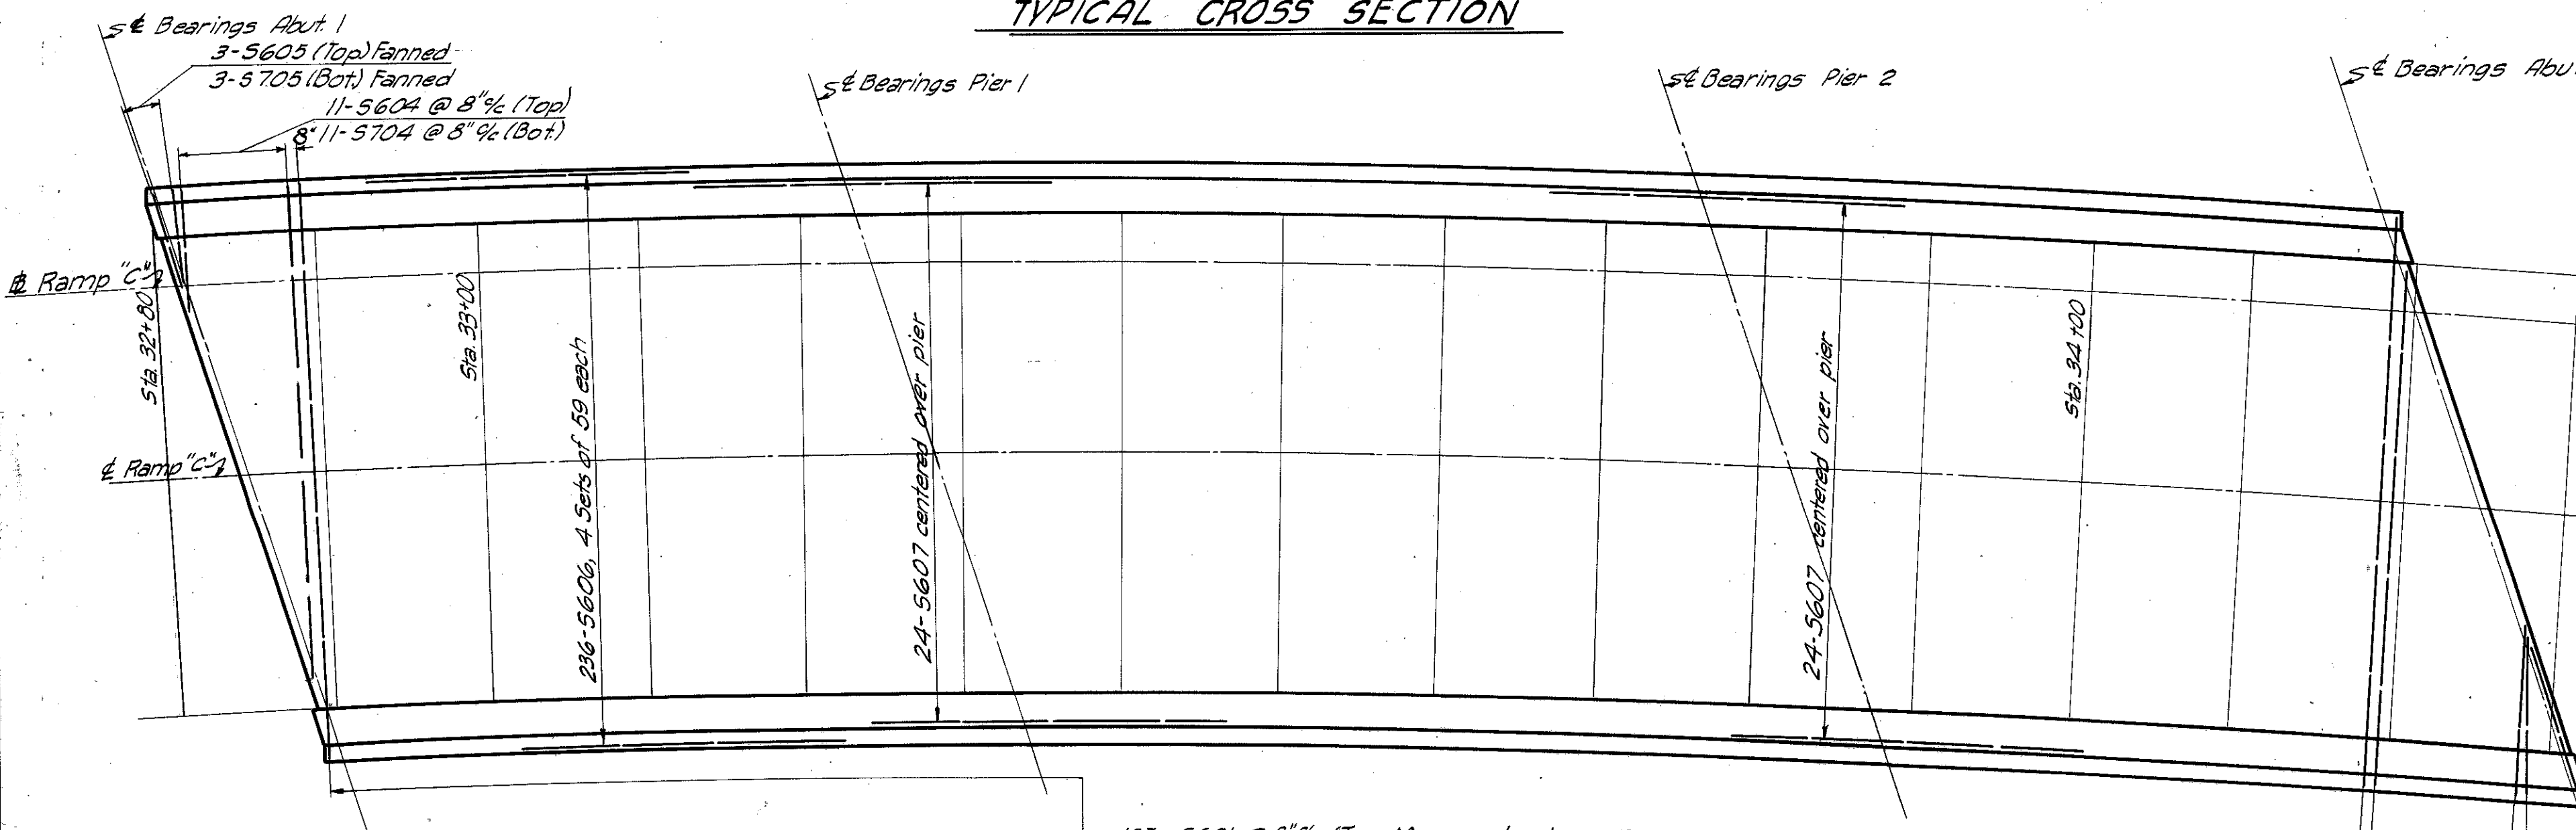 TYPICAL CROSS SECTION
℄ Bearings Abut. 1
3-S605 (Top) Fanned
3-S705 (Bot) Fanned
11-S604 @ 8" c/c (Top)
8" 11-S704 @ 8" c/c (Bot)
℄ Bearings Pier 1
℄ Bearings Pier 2
℄ Bearings Abu
Ramp "C"
Sta. 32+80
Sta. 33+00
236-S606, 4 Sets of 59 each
24-S607 centered over pier
24-S607 centered over pier
Sta. 34+00
℄ Ramp "C"